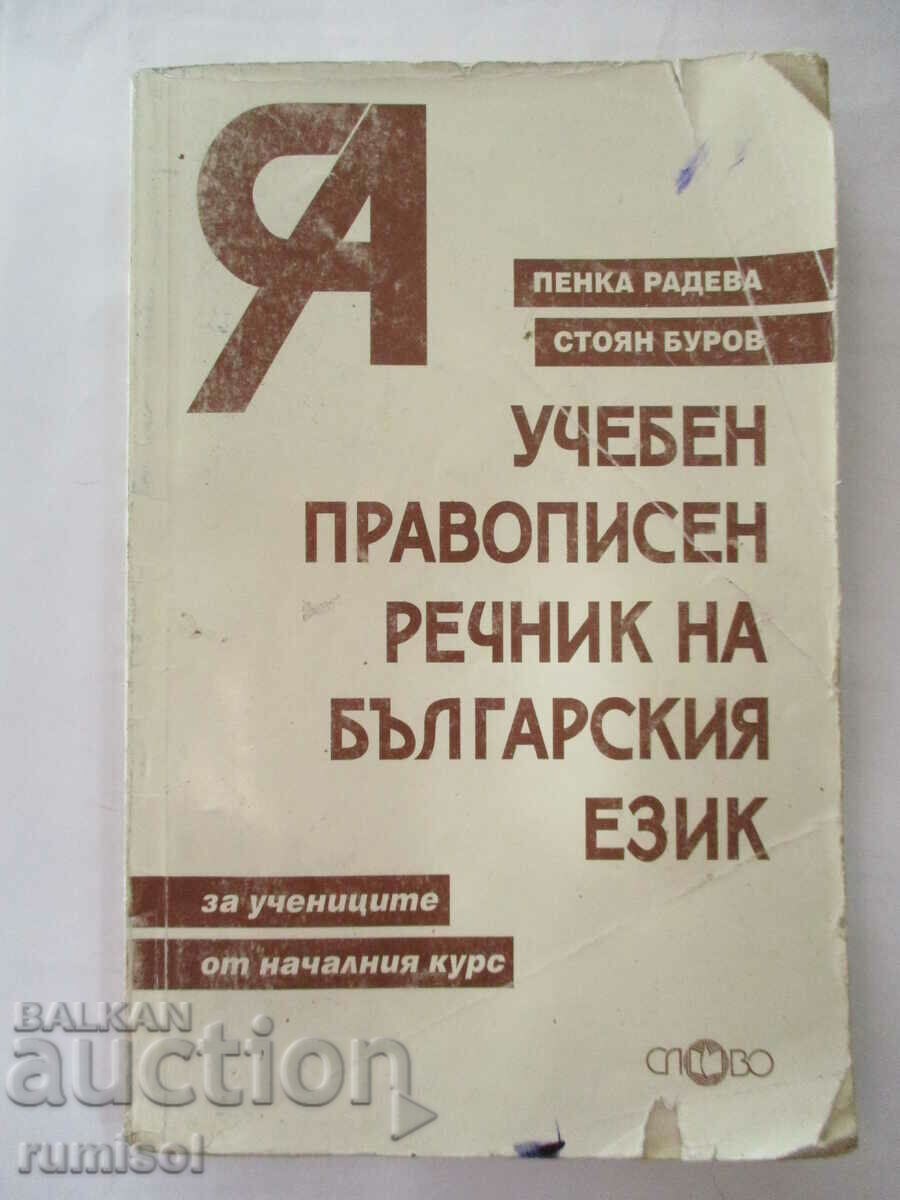 ЯА
ПЕНКА РАДЕВА
СТОЯН БУРОВ
УЧЕБЕН
ПРАВОПИСЕН
РЕЧНИК НА
БЪЛГАРСКИЯ
ЕЗИК
за учениците
от началния курс
СЛОВО
BALKAN
auction
rumisol